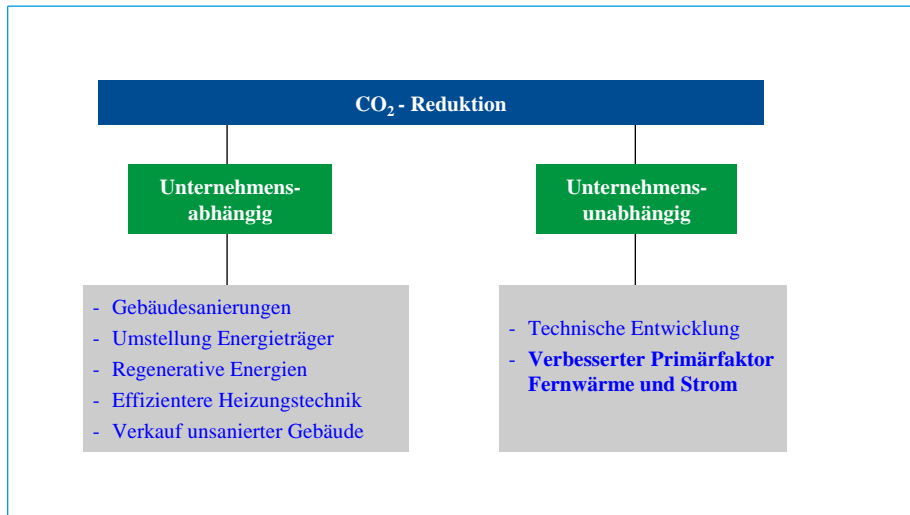 CO₂ - Reduktion
Unternehmens-
abhängig
- Gebäudesanierungen
- Umstellung Energieträger
- Regenerative Energien
- Effizientere Heizungstechnik
- Verkauf unsanierter Gebäude
Unternehmens-
unabhängig
- Technische Entwicklung
- Verbesserter Primärfaktor
Fernwärme und Strom